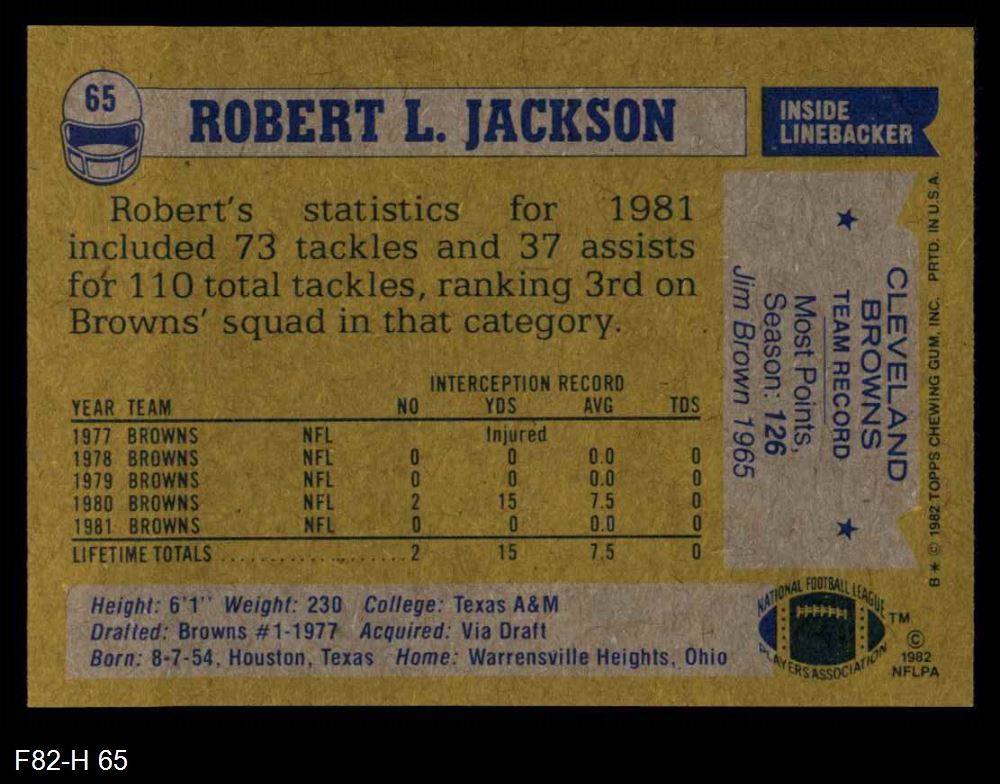 65
ROBERT L. JACKSON
INSIDE
LINEBACKER
Robert's statistics for 1981
included 73 tackles and 37 assists
for 110 total tackles, ranking 3rd on
Browns' squad in that category.
CLEVELAND
BROWNS
TEAM RECORD
Most Points,
Season: 126
Jim Brown 1965
INTERCEPTION RECORD
YEAR TEAM NO YDS AVG TDS
1977 BROWNS NFL Injured
1978 BROWNS NFL 0 0 0.0 0
1979 BROWNS NFL 0 0 0.0 0
1980 BROWNS NFL 2 15 7.5 0
1981 BROWNS NFL 0 0 0.0 0
LIFETIME TOTALS 2 15 7.5 0
Height: 6'1" Weight: 230 College: Texas A&M
Drafted: Browns #1-1977 Acquired: Via Draft
Born: 8-7-54, Houston, Texas Home: Warrensville Heights, Ohio
B * © 1982 TOPPS CHEWING GUM, INC. PRTD. IN U.S.A.
NATIONAL FOOTBALL LEAGUE
PLAYERS ASSOCIATION
TM
©
1982
NFLPA
F82-H 65